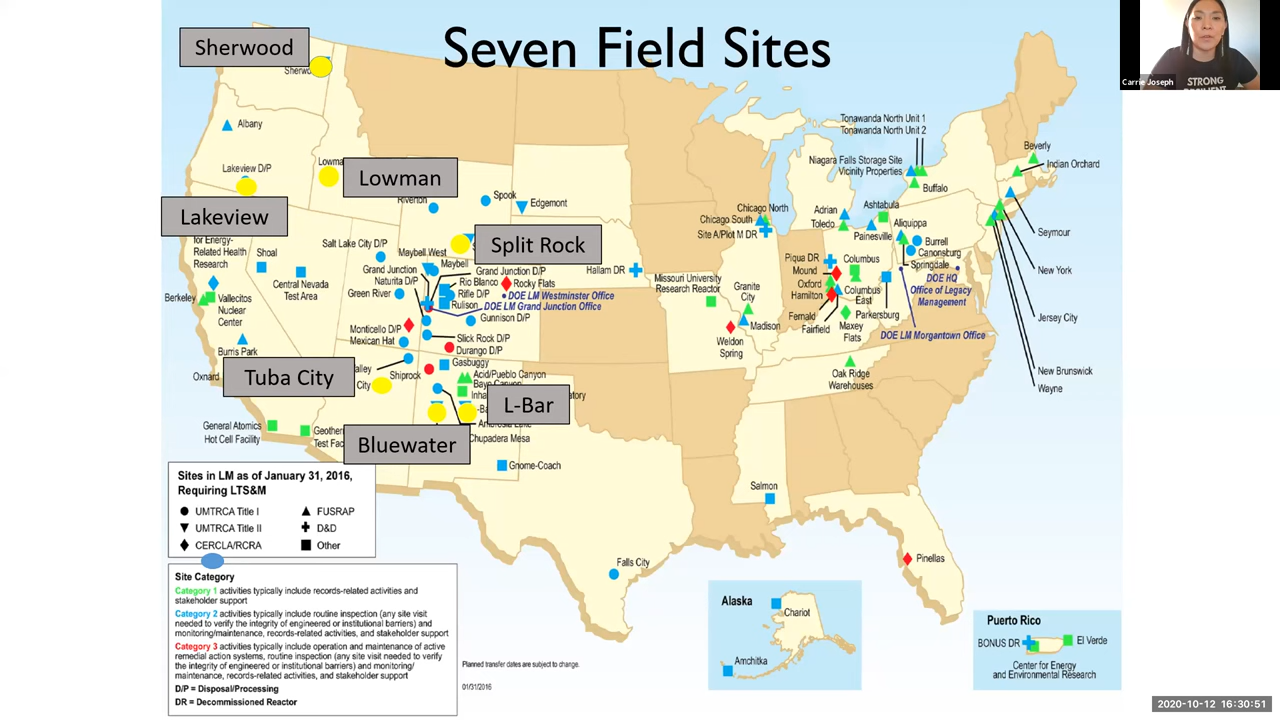 Seven Field Sites
Carrie Joseph
STRONG
RESILIENT
Sherwood
Albany
Lakeview D/P
Lowman
Lakeview
for Energy-
Related Health
Research
Shoal
Central Nevada
Test Area
Berkeley
Vallecitos
Nuclear
Center
Burris Park
Oxnard
General Atomics
Hot Cell Facility
Riverton
Spook
Edgemont
Split Rock
Salt Lake City D/P
Maybell West
Maybell
Grand Junction
Naturita D/P
Green River
Grand Junction D/P
Rio Blanco
Rocky Flats
Rifle D/P
Rulison
DOE LM Westminster Office
DOE LM Grand Junction Office
Gunnison D/P
Monticello D/P
Mexican Hat
Slick Rock D/P
Durango D/P
Gasbuggy
Shiprock
Tuba City
City
Acid/Pueblo Canyon
L-Bar
Bluewater
Chupadera Mesa
Gnome-Coach
Hallam DR
Falls City
Missouri University
Research Reactor
Granite
City
Madison
Weldon
Spring
Chicago North
Chicago South
Site A/Plot M DR
Tonawanda North Unit 1
Tonawanda North Unit 2
Niagara Falls Storage Site
Vicinity Properties
Buffalo
Adrian
Toledo
Ashtabula
Painesville
Aliquippa
Burrell
Canonsburg
Springdale
Piqua DR
Mound
Oxford
Hamilton
Fernald
Fairfield
Columbus
Columbus
East
Parkersburg
Maxey
Flats
DOE HQ
Office of Legacy
Management
DOE LM Morgantown Office
Oak Ridge
Warehouses
Beverly
Indian Orchard
Seymour
New York
Jersey City
New Brunswick
Wayne
Salmon
Pinellas
Sites in LM as of January 31, 2016,
Requiring LTS&M
UMTRCA Title I
FUSRAP
UMTRCA Title II
D&D
CERCLA/RCRA
Other
Site Category
Category 1 activities typically include records-related activities and
stakeholder support
Category 2 activities typically include routine inspection (any site visit
needed to verify the integrity of engineered or institutional barriers) and
monitoring/maintenance, records-related activities, and stakeholder support
Category 3 activities typically include operation and maintenance of active
remedial action systems, routine inspection (any site visit needed to verify
the integrity of engineered or institutional barriers) and monitoring/
maintenance, records-related activities, and stakeholder support
D/P = Disposal/Processing
DR = Decommissioned Reactor
Planned transfer dates are subject to change.
01/31/2016
Alaska
Chariot
Amchitka
Puerto Rico
BONUS DR
El Verde
Center for Energy
and Environmental Research
2020-10-12 16:30:51